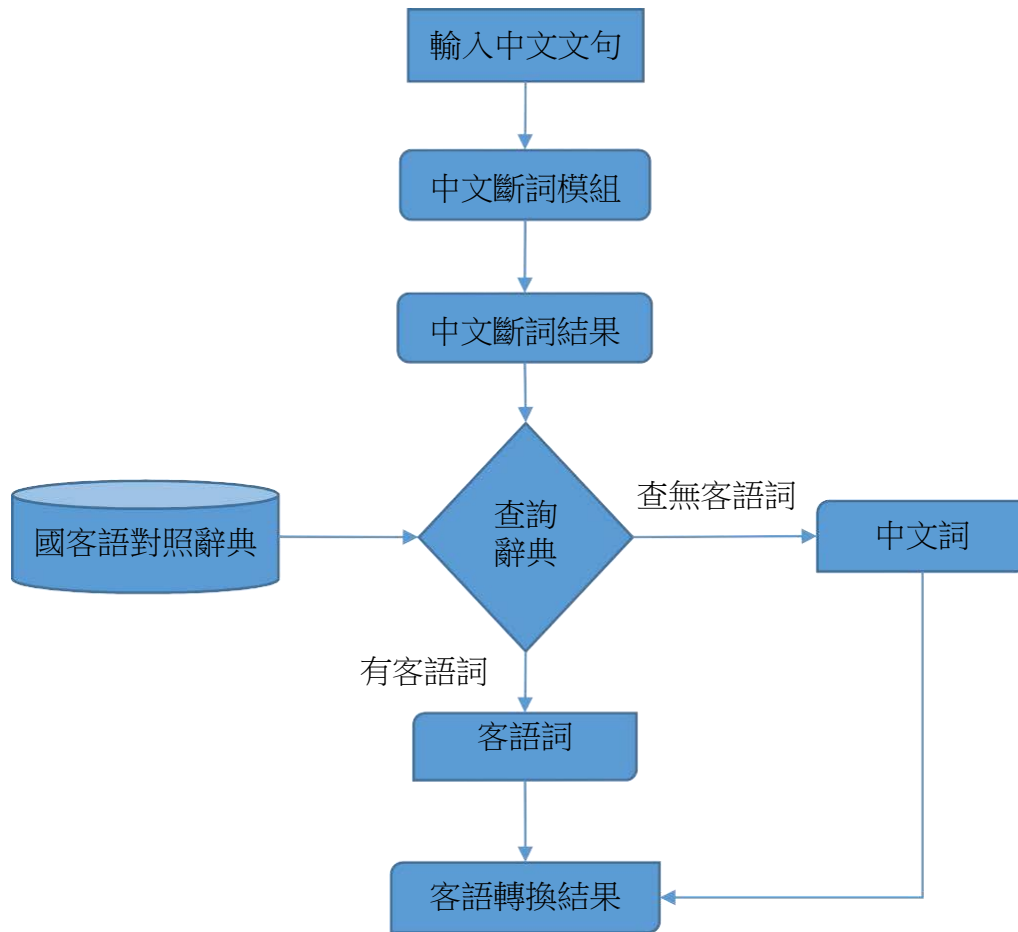 輸入中文文句
中文斷詞模組
中文斷詞結果
國客語對照辭典
查詢
辭典
查無客語詞
中文詞
有客語詞
客語詞
客語轉換結果